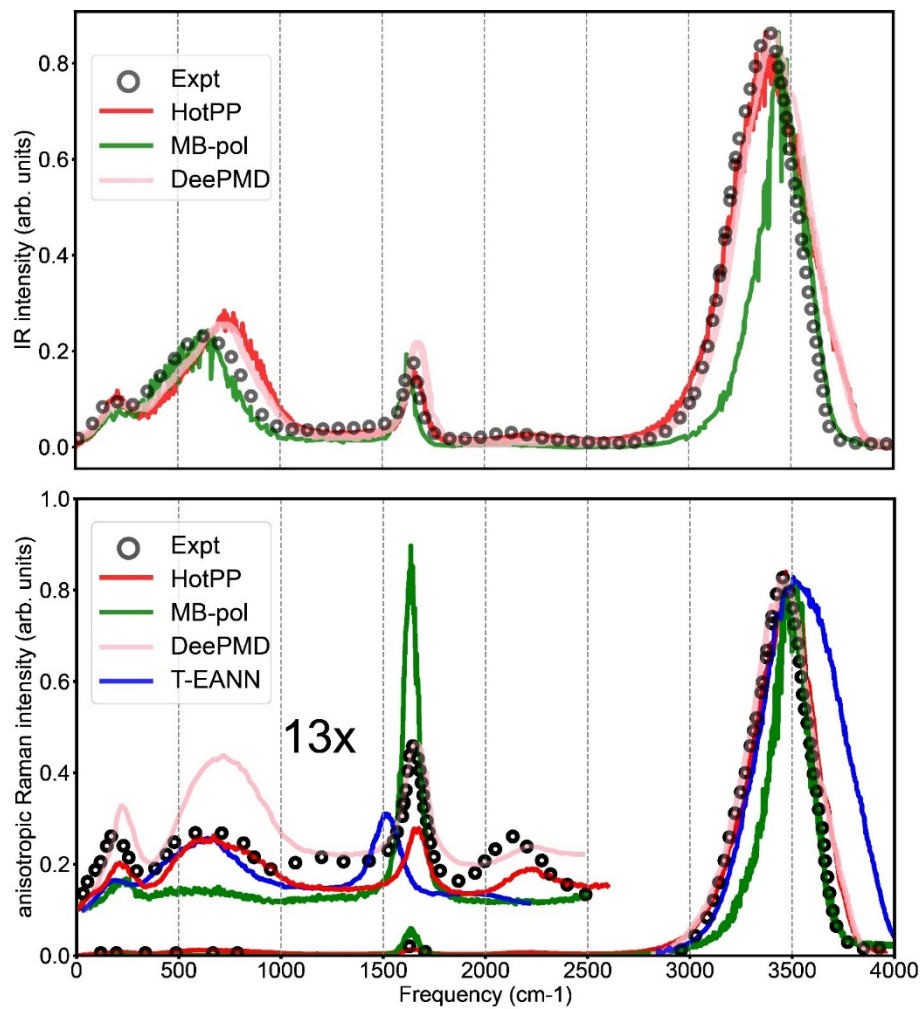 IR intensity (arb. units)
0.8
0.6
0.4
0.2
0.0
Expt
HotPP
MB-pol
DeePMD
anisotropic Raman intensity (arb. units)
1.0
0.8
0.6
0.4
0.2
0.0
Expt
HotPP
MB-pol
DeePMD
T-EANN
13x
0 500 1000 1500 2000 2500 3000 3500 4000
Frequency (cm-1)